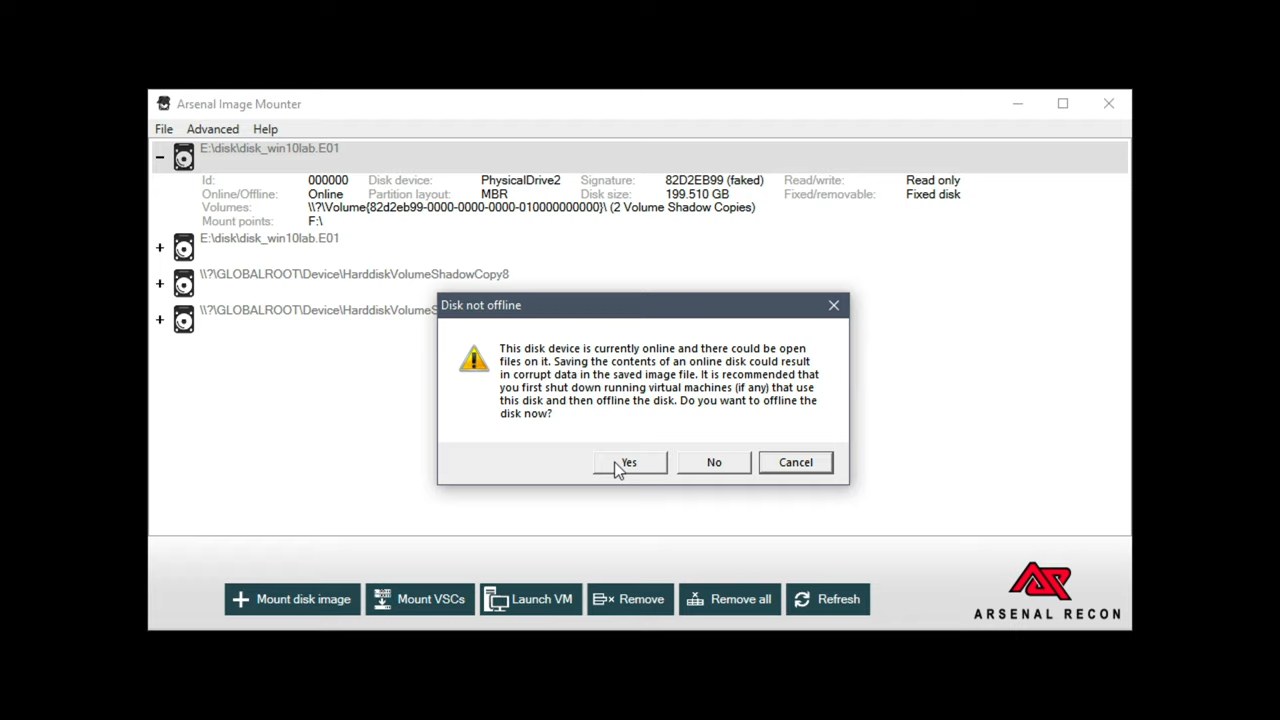 Arsenal Image Mounter
File Advanced Help
E:\disk\disk_win10lab.E01
Id: 000000 Disk device: PhysicalDrive2 Signature: 82D2EB99 (faked) Read/write: Read only
Online/Offline: Online Partition layout: MBR Disk size: 199.510 GB Fixed/removable: Fixed disk
Volumes: \\?\Volume{82d2eb99-0000-0000-0000-010000000000}\ (2 Volume Shadow Copies)
Mount points: F:\
E:\disk\disk_win10lab.E01
\\?\GLOBALROOT\Device\HarddiskVolumeShadowCopy8
\\?\GLOBALROOT\Device\HarddiskVolumeS
Disk not offline
This disk device is currently online and there could be open
files on it. Saving the contents of an online disk could result
in corrupt data in the saved image file. It is recommended that
you first shut down running virtual machines (if any) that use
this disk and then offline the disk. Do you want to offline the
disk now?
Yes No Cancel
Mount disk image Mount VSCs Launch VM Remove Remove all Refresh
ARSENAL RECON